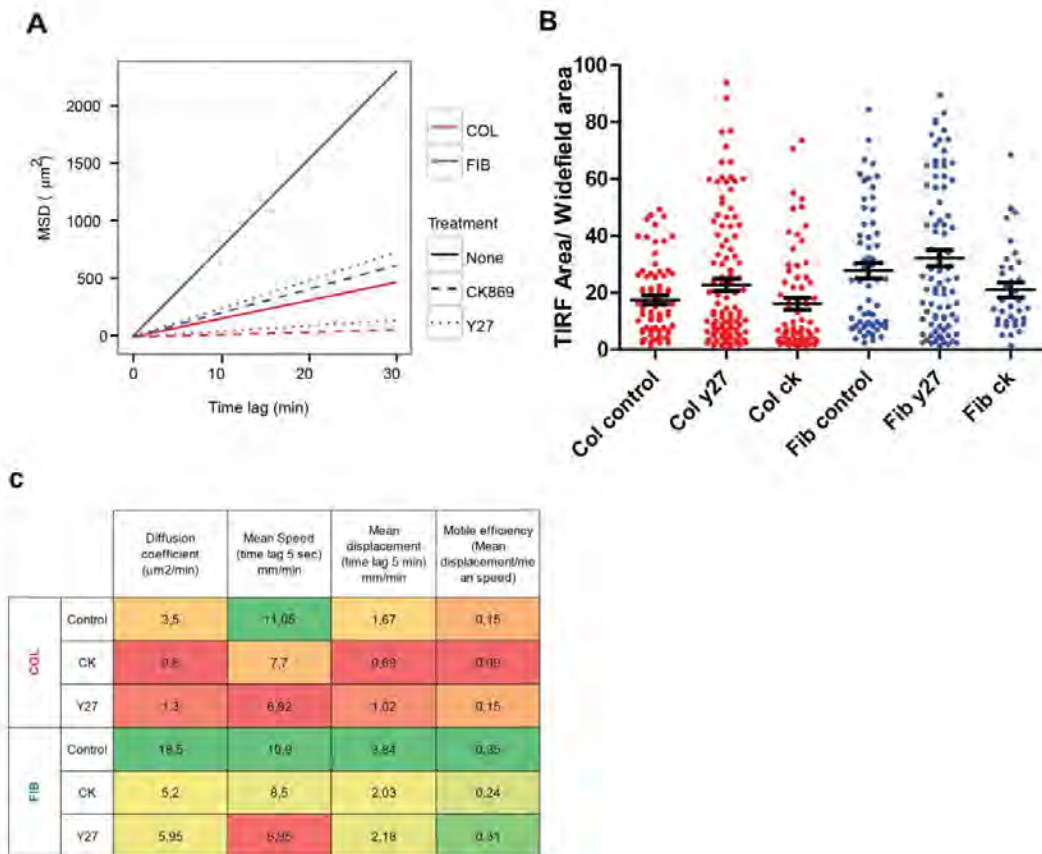 A
MSD ( µm²)
2000
1500
1000
500
0
0
10
20
30
Time lag (min)
COL
FIB
Treatment
None
CK869
Y27
B
TIRF Area/ Widefield area
100
80
60
40
20
0
Col control
Col y27
Col ck
Fib control
Fib y27
Fib ck
c
Diffusion
coefficient
(µm2/min)
Mean Speed
(time lag 5 sec)
mm/min
Mean
displacement
(time lag 5 min)
mm/min
Motile efficiency
(Mean
displacement/me
an speed)
COL
Control
3,5
11,05
1,67
0,15
CK
7,7
0,69
0,09
Y27
1,3
6,92
1,02
0,15
FIB
Control
18,5
10,9
3,84
0,35
CK
5,2
8,5
2,03
0,24
Y27
5,95
2,18
0,31